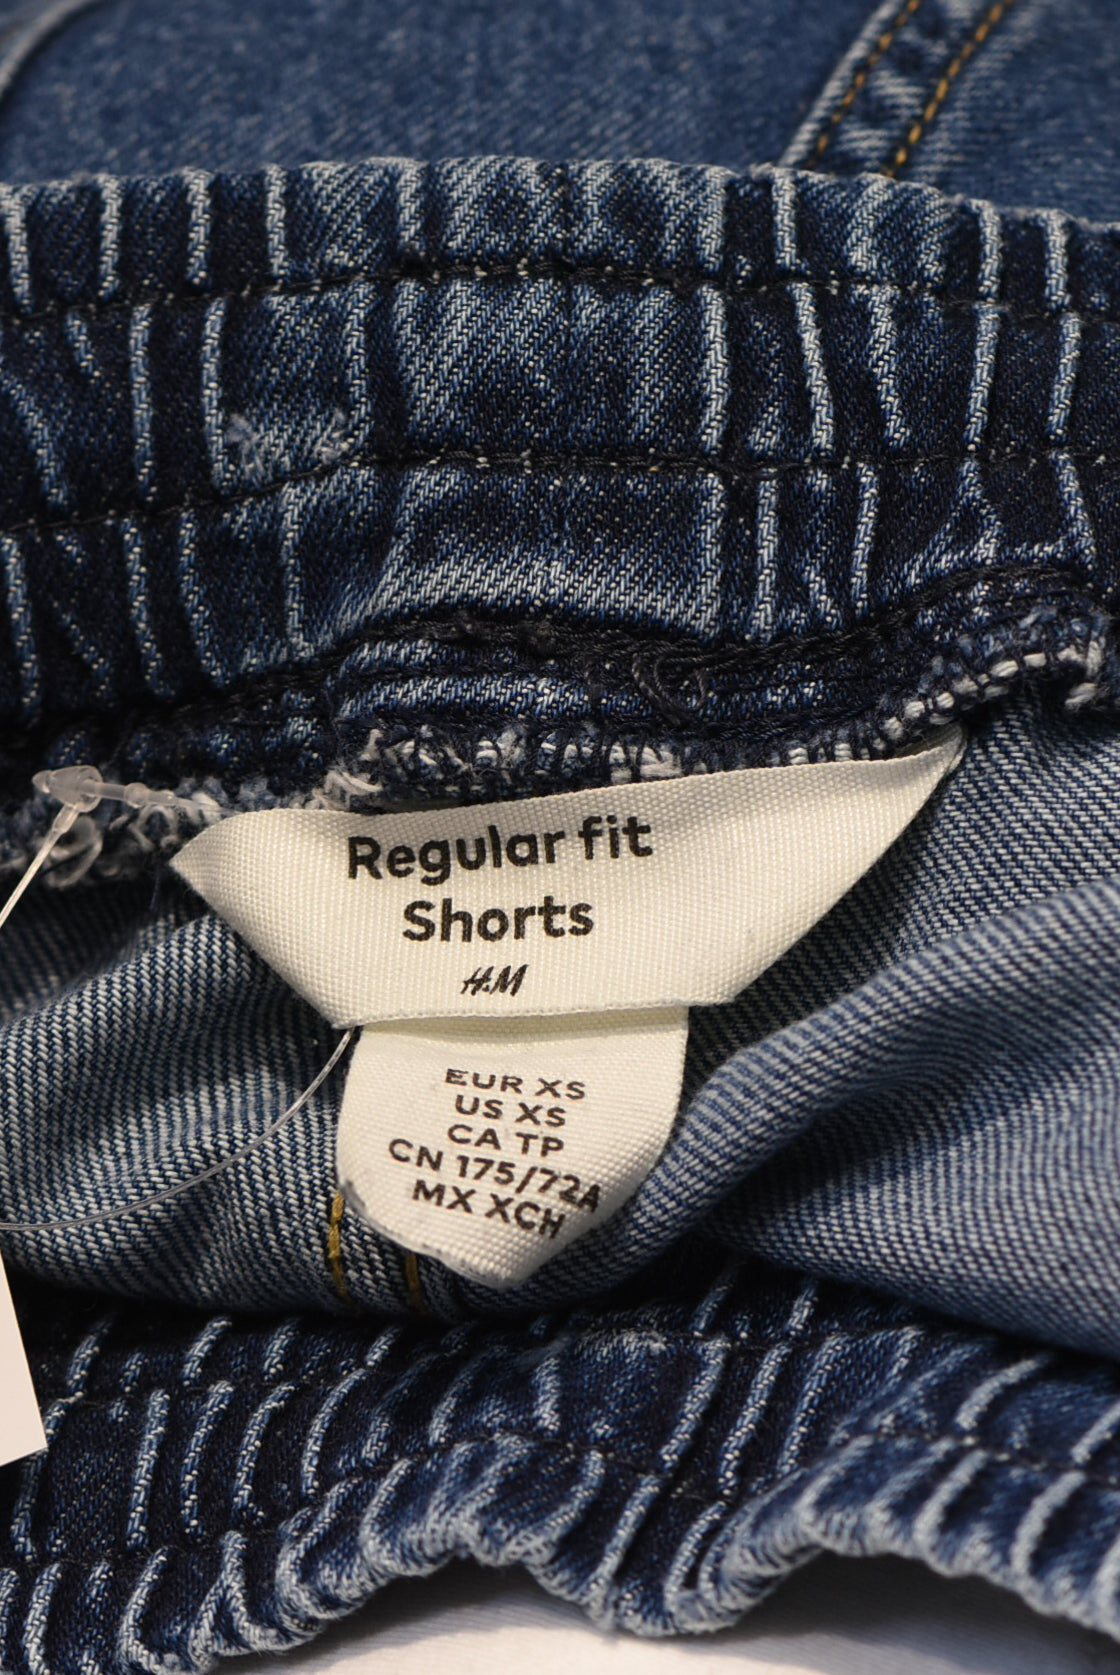 Regular fit
Shorts
H&M
EUR XS
US XS
CA TP
CN 175/72A
MX XCH